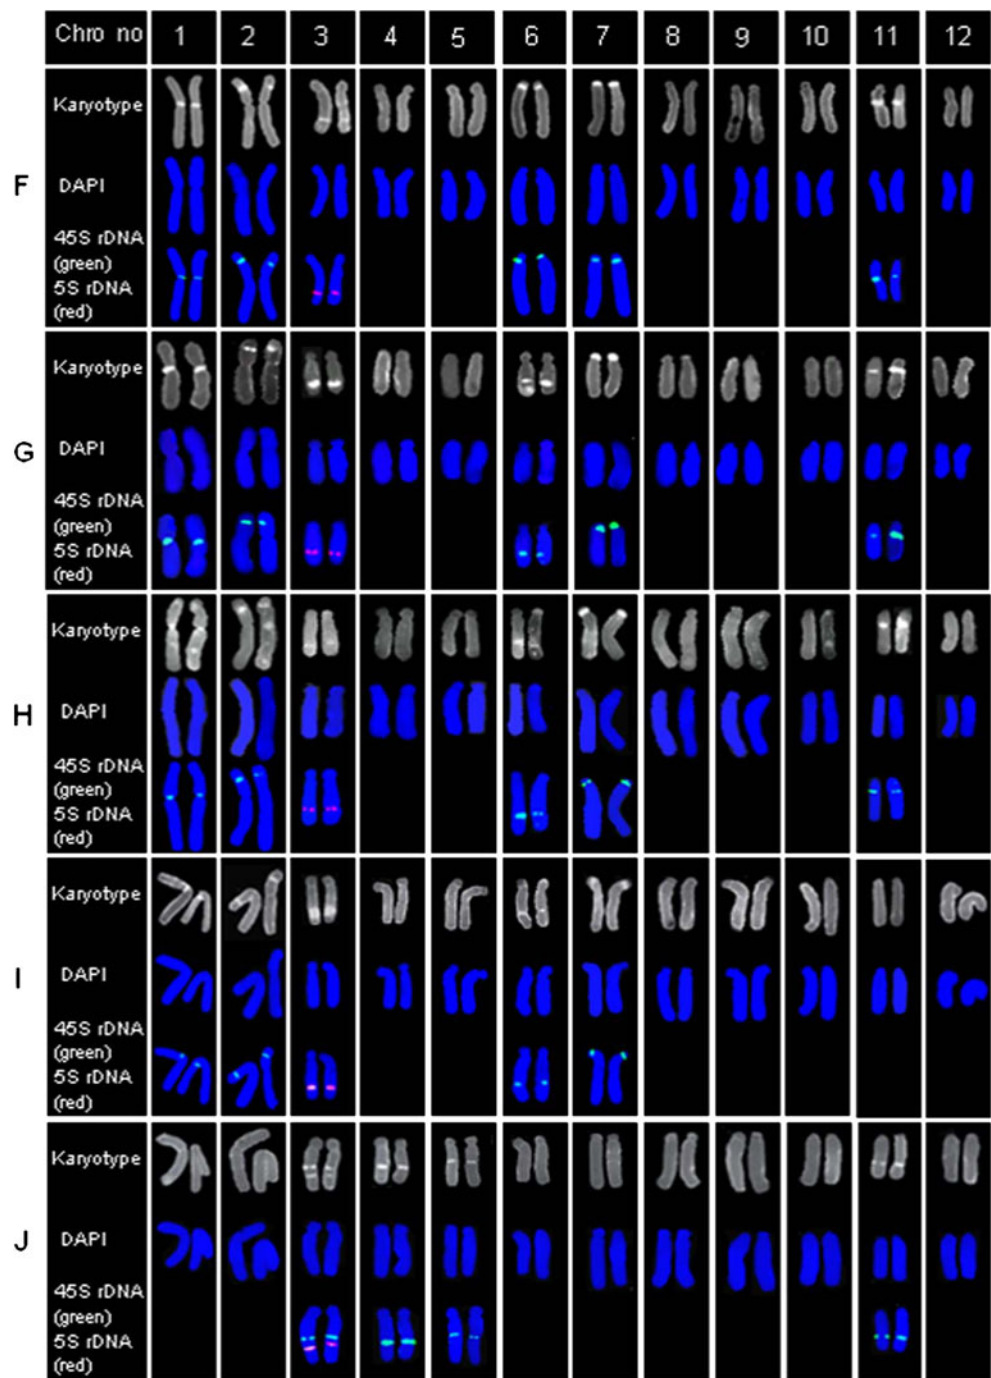 Chro no 1 2 3 4 5 6 7 8 9 10 11 12
F
Karyotype
DAPI
45S rDNA
(green)
5S rDNA
(red)
G
Karyotype
DAPI
45S rDNA
(green)
5S rDNA
(red)
H
Karyotype
DAPI
45S rDNA
(green)
5S rDNA
(red)
I
Karyotype
DAPI
45S rDNA
(green)
5S rDNA
(red)
J
Karyotype
DAPI
45S rDNA
(green)
5S rDNA
(red)